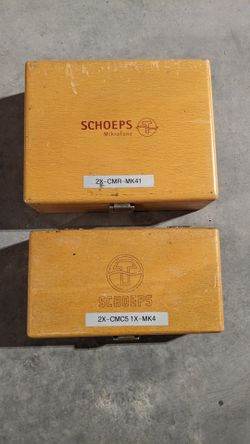 SCHOEPS
Mikrofone
2X-CMR-MK41
SCHOEPS
2X-CMC5 1X-MK4